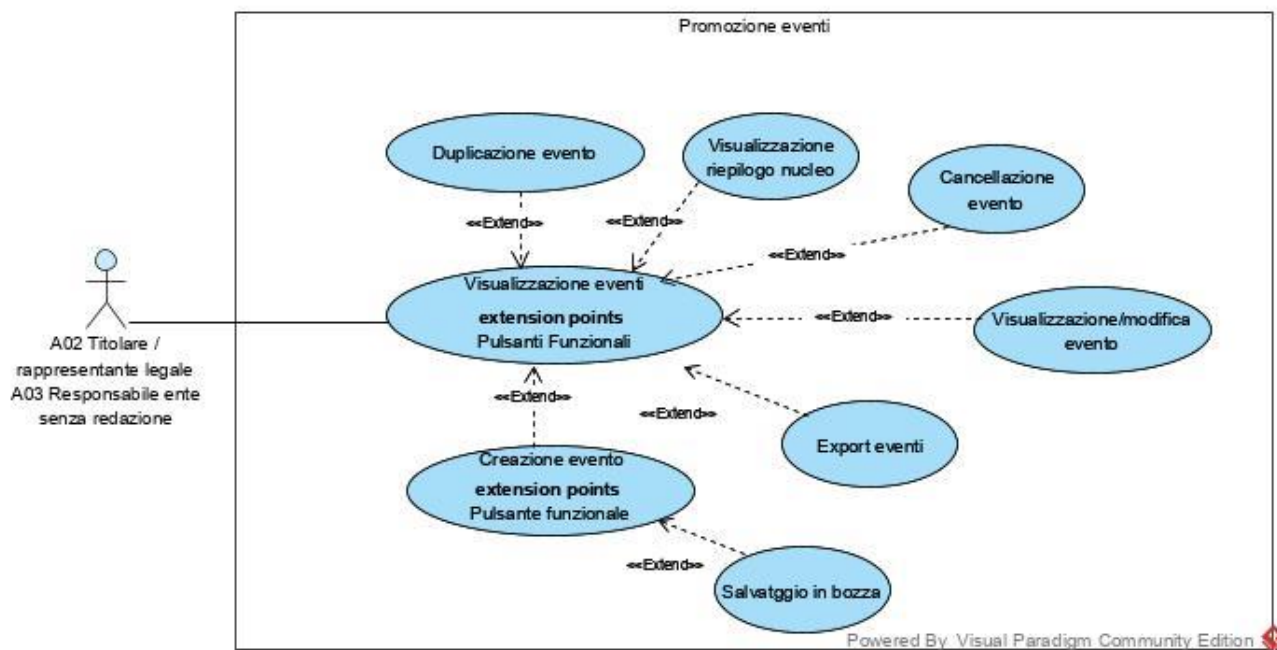 Promozione eventi
Duplicazione evento
Visualizzazione
riepilogo nucleo
Cancellazione
evento
<<Extend>>
<<Extend>>
<<Extend>>
Visualizzazione eventi
extension points
Pulsanti Funzionali
<<Extend>>
Visualizzazione/modifica
evento
A02 Titolare /
rappresentante legale
A03 Responsabile ente
senza redazione
<<Extend>>
<<Extend>>
Export eventi
Creazione evento
extension points
Pulsante funzionale
<<Extend>>
Salvatggio in bozza
Powered By Visual Paradigm Community Edition